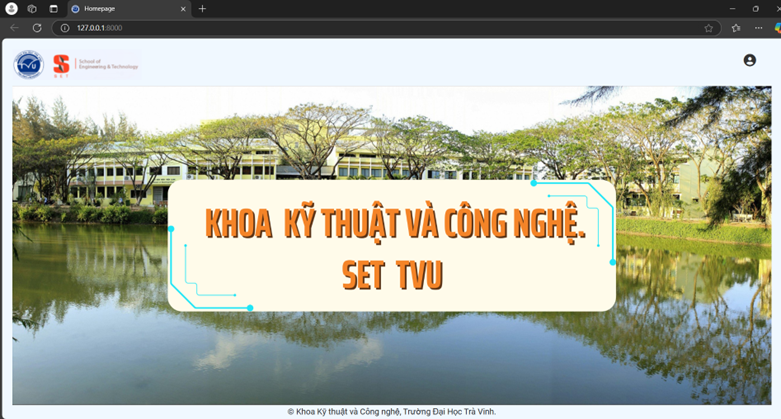 Homepage
127.0.0.1:8000
TVU
SET
School of
Engineering & Technology
KHOA KỸ THUẬT VÀ CÔNG NGHỆ.
SET TVU
© Khoa Kỹ thuật và Công nghệ, Trường Đại Học Trà Vinh.